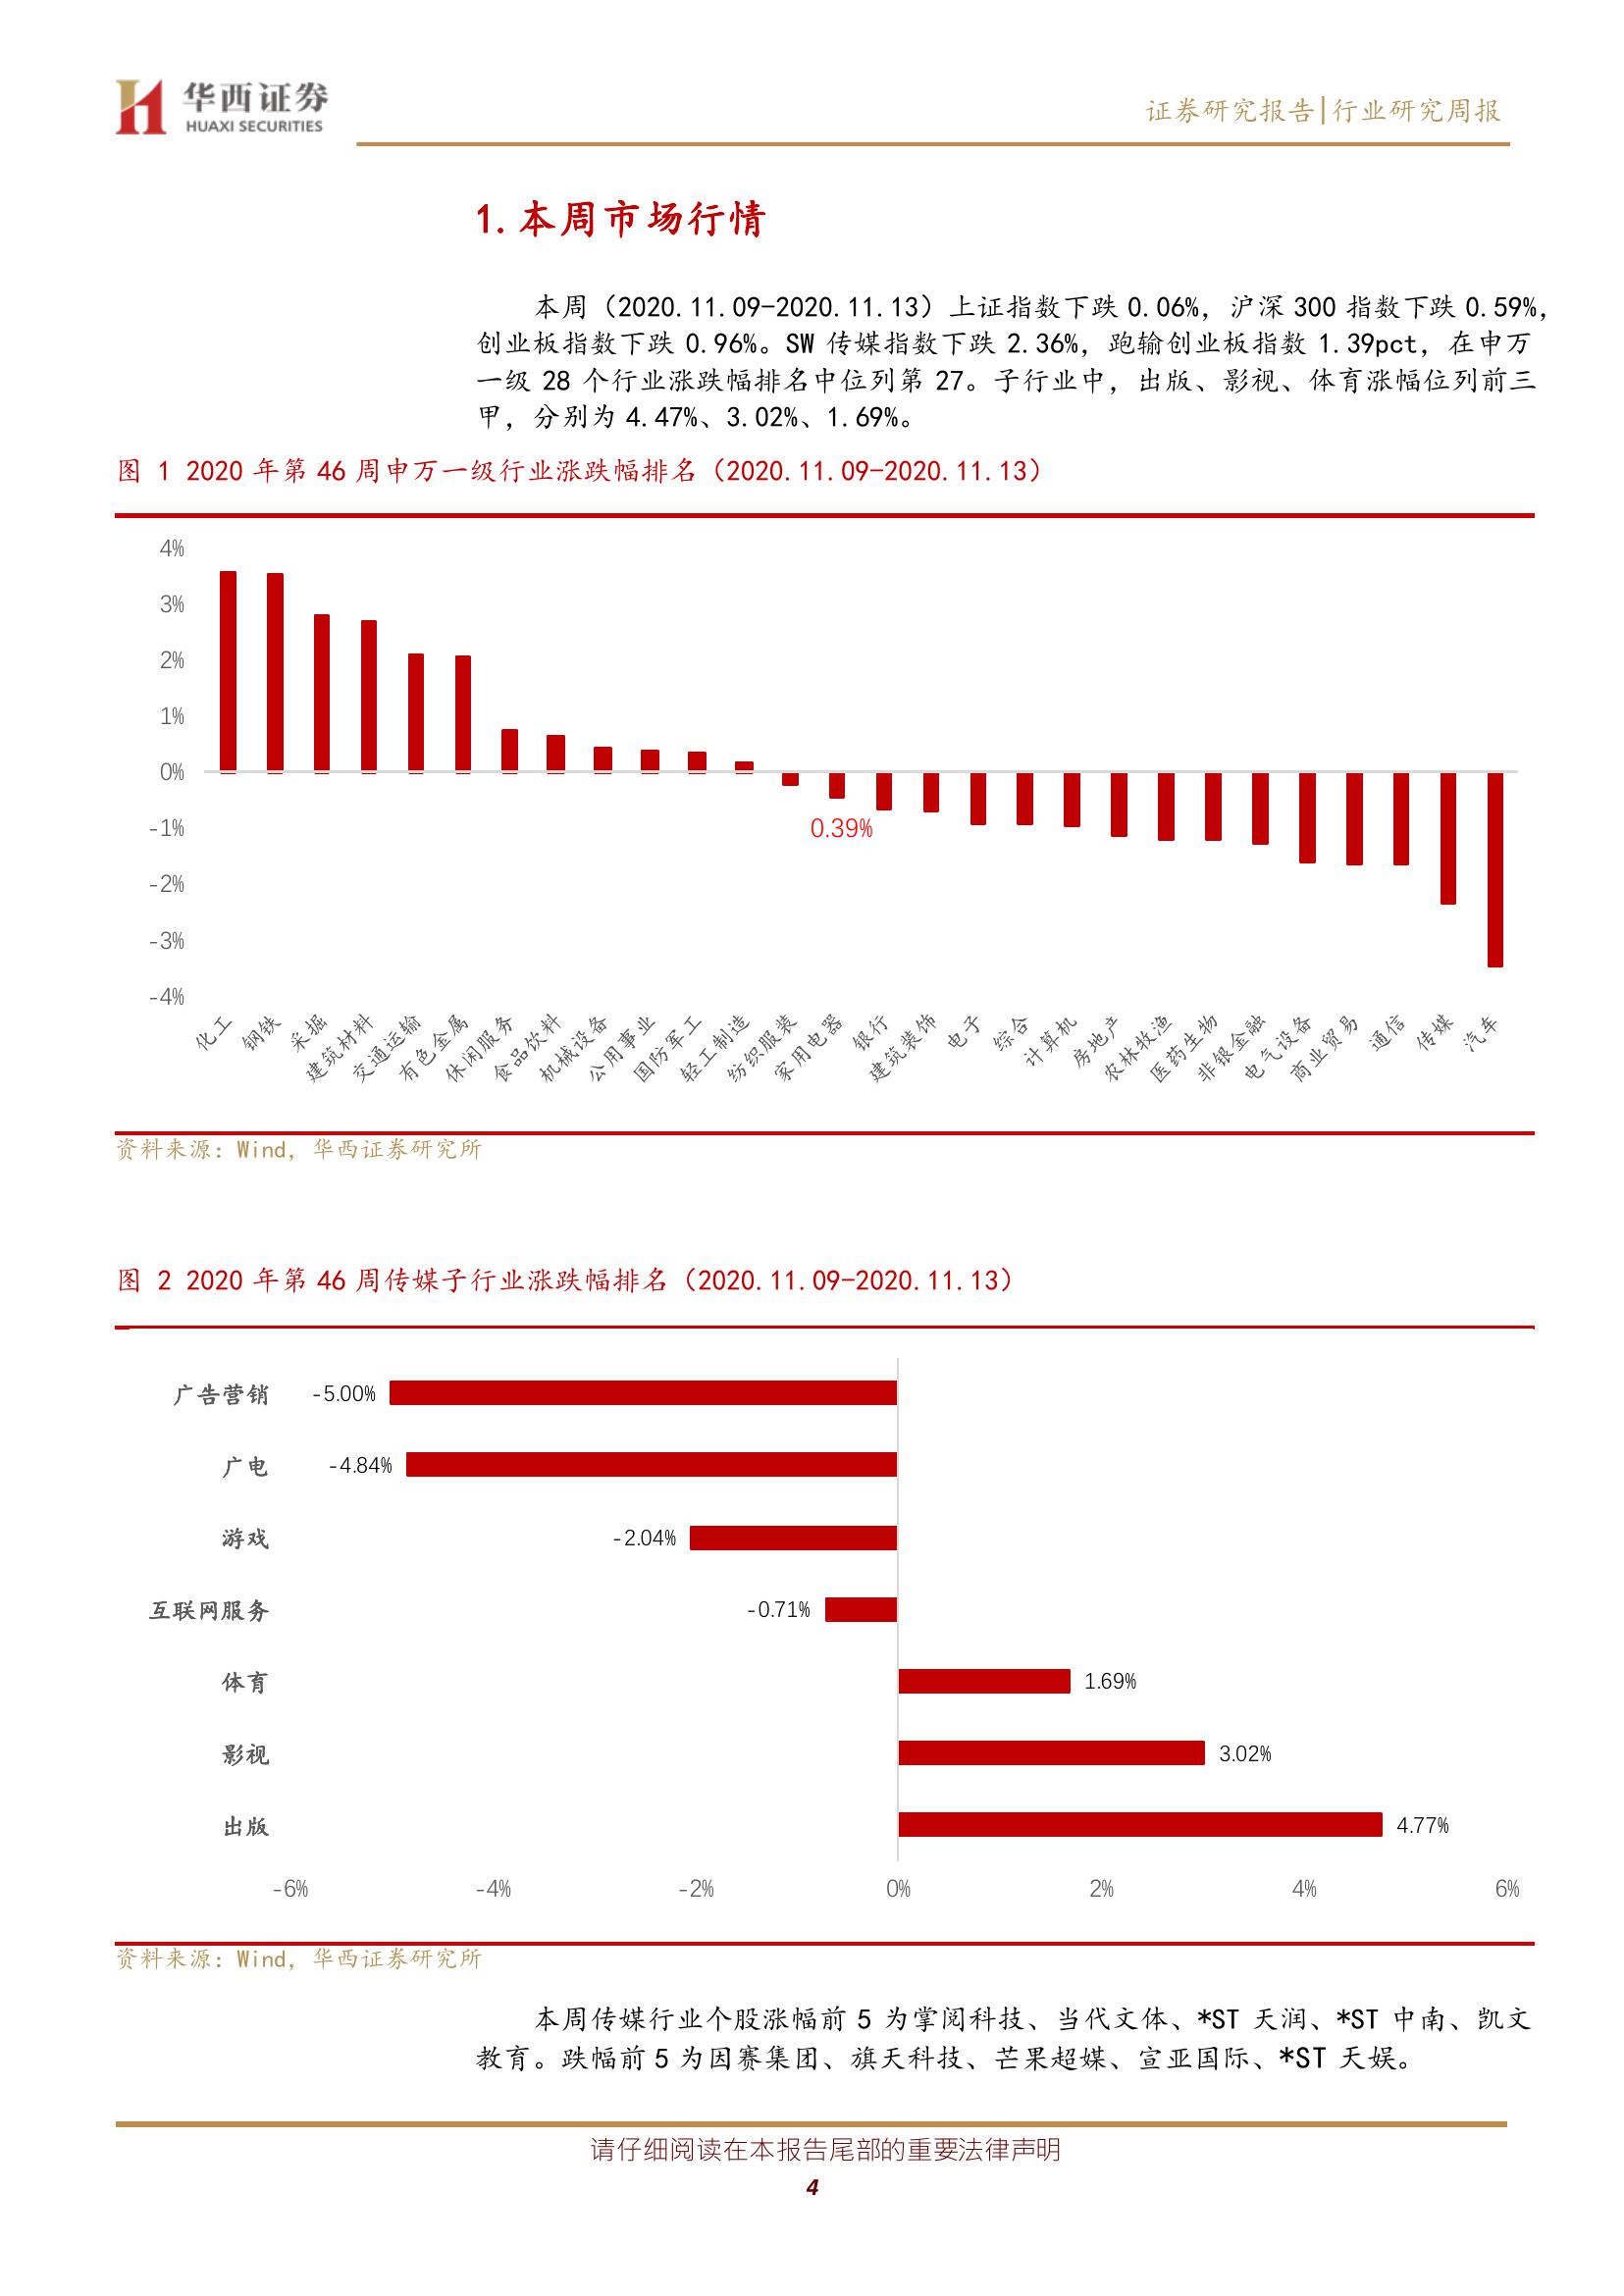 华西证券
HUAXI SECURITIES
证券研究报告|行业研究周报
1.本周市场行情
本周（2020.11.09-2020.11.13）上证指数下跌 0.06%，沪深 300 指数下跌 0.59%，
创业板指数下跌 0.96%。SW 传媒指数下跌 2.36%，跑输创业板指数 1.39pct，在申万
一级 28 个行业涨跌幅排名中位列第 27。子行业中，出版、影视、体育涨幅位列前三
甲，分别为 4.47%、3.02%、1.69%。
图 1 2020 年第 46 周申万一级行业涨跌幅排名（2020.11.09-2020.11.13）
4%
3%
2%
1%
0%
-1%
-2%
-3%
-4%
0.39%
化工
钢铁
采掘
建筑材料
交通运输
有色金属
休闲服务
食品饮料
机械设备
公用事业
国防军工
轻工制造
纺织服装
家用电器
银行
建筑装饰
电子
综合
计算机
房地产
农林牧渔
医药生物
非银金融
电气设备
商业贸易
通信
传媒
汽车
资料来源：Wind，华西证券研究所
图 2 2020 年第 46 周传媒子行业涨跌幅排名（2020.11.09-2020.11.13）
广告营销 -5.00%
广电 -4.84%
游戏 -2.04%
互联网服务 -0.71%
体育 1.69%
影视 3.02%
出版 4.77%
-6% -4% -2% 0% 2% 4% 6%
资料来源：Wind，华西证券研究所
本周传媒行业个股涨幅前 5 为掌阅科技、当代文体、*ST 天润、*ST 中南、凯文
教育。跌幅前 5 为因赛集团、旗天科技、芒果超媒、宣亚国际、*ST 天娱。
请仔细阅读在本报告尾部的重要法律声明
4